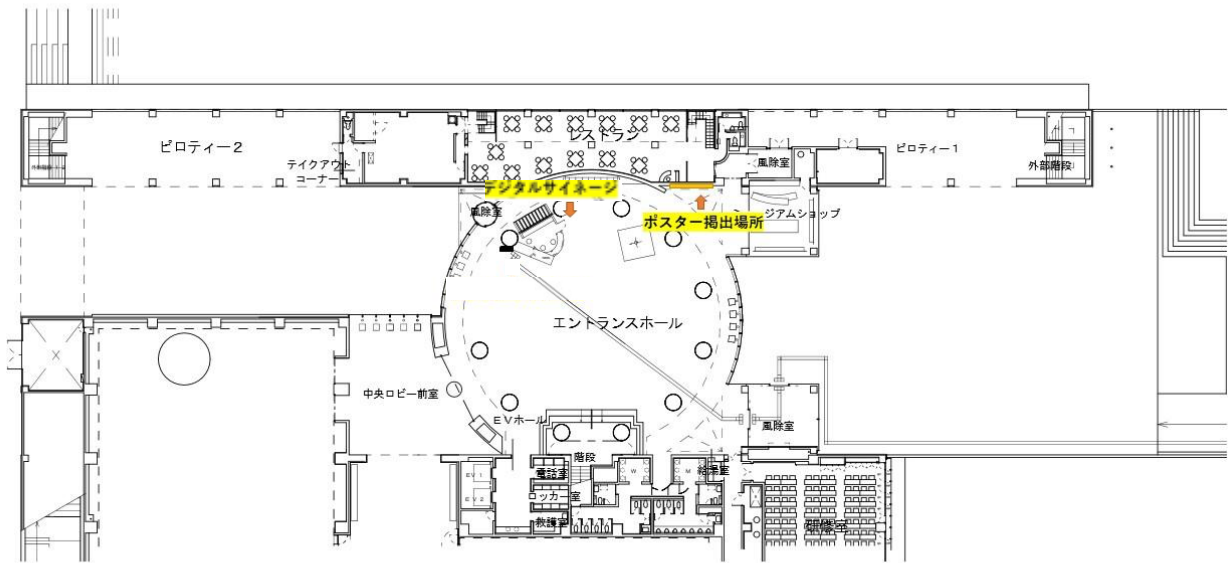 ピロティー2
テイクアウト
コーナー
レストラン
風除室
ピロティー1
外部階段
デジタルサイネージ
風除室
ポスター掲出場所
ジアムショップ
エントランスホール
中央ロビー前室
EVホール
風除室
階段
電話室
W
M
給湯室
EV1
EV2
ロッカー室
トイレ
救護室
研修室